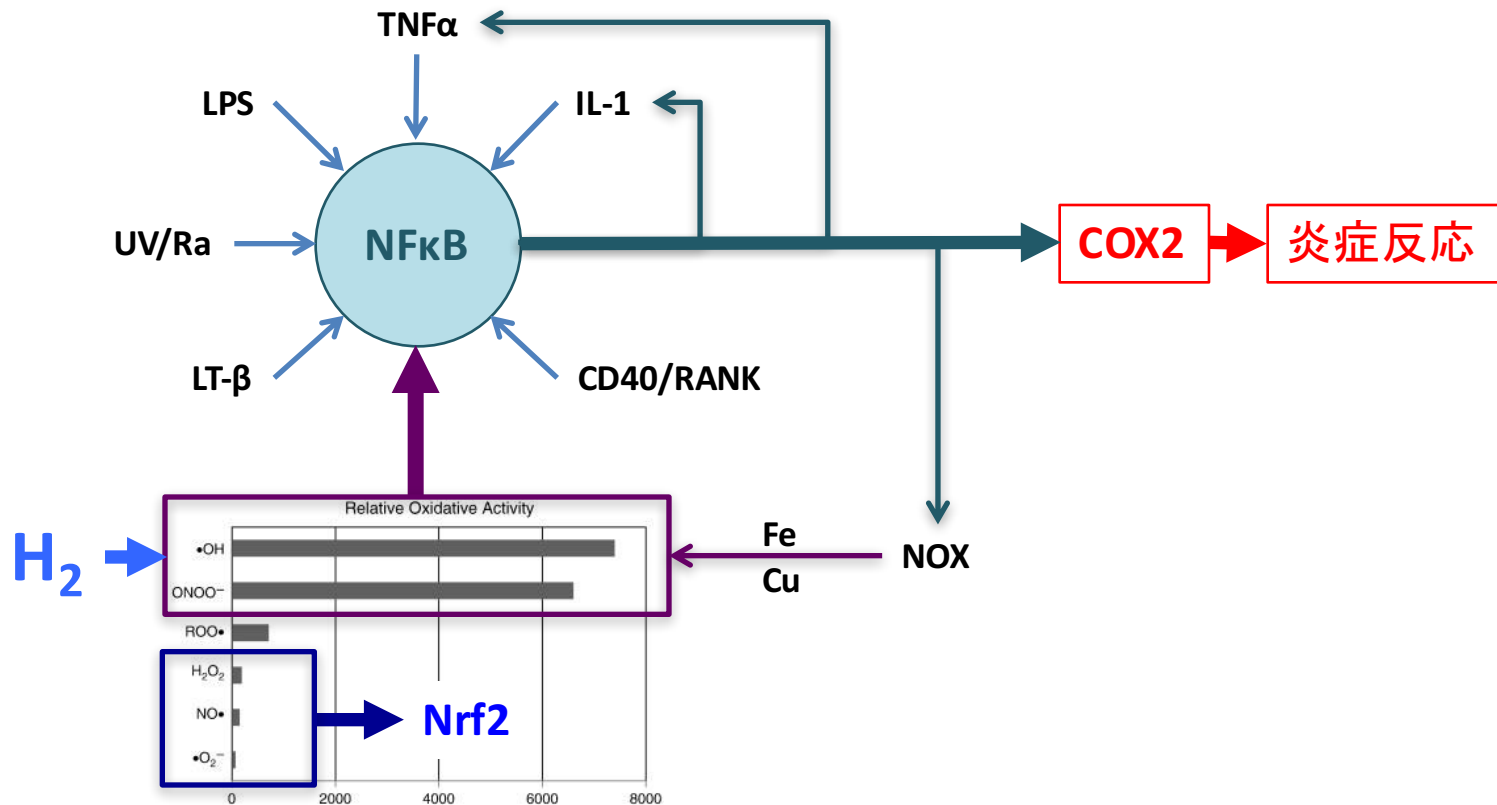 TNFα
LPS
IL-1
UV/Ra
NFκB
COX2
炎症反応
LT-β
CD40/RANK
Relative Oxidative Activity
H₂
•OH
ONOO⁻
Fe
Cu
NOX
ROO•
H₂O₂
NO•
Nrf2
•O₂⁻
0 2000 4000 6000 8000